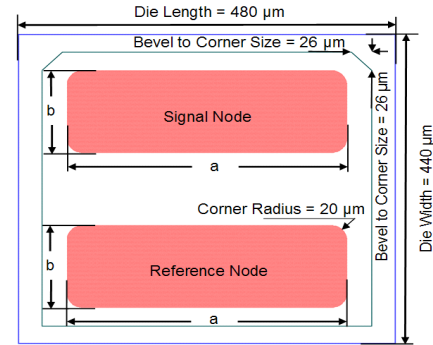 Die Length = 480 µm
Bevel to Corner Size = 26 µm
b
Signal Node
a
Bevel to Corner Size = 26 µm
Die Width = 440 µm
Corner Radius = 20 µm
b
Reference Node
a